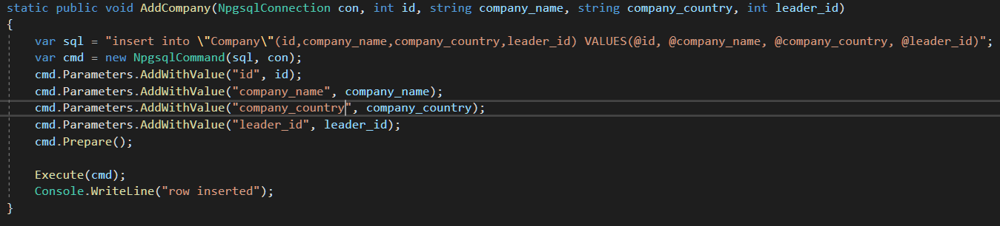 static public void AddCompany(NpgsqlConnection con, int id, string company_name, string company_country, int leader_id)
{
var sql = "insert into \"Company\"(id,company_name,company_country,leader_id) VALUES(@id, @company_name, @company_country, @leader_id)";
var cmd = new NpgsqlCommand(sql, con);
cmd.Parameters.AddWithValue("id", id);
cmd.Parameters.AddWithValue("company_name", company_name);
cmd.Parameters.AddWithValue("company_country", company_country);
cmd.Parameters.AddWithValue("leader_id", leader_id);
cmd.Prepare();
Execute(cmd);
Console.WriteLine("row inserted");
}